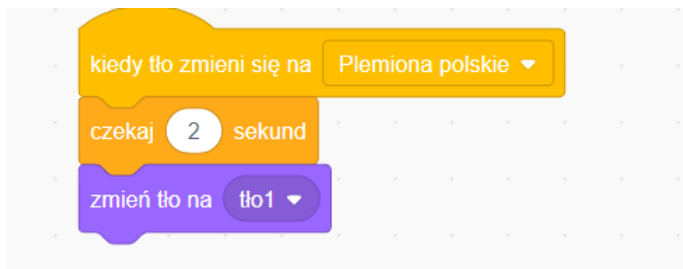 kiedy tło zmieni się na Plemiona polskie
czekaj 2 sekund
zmień tło na tło1